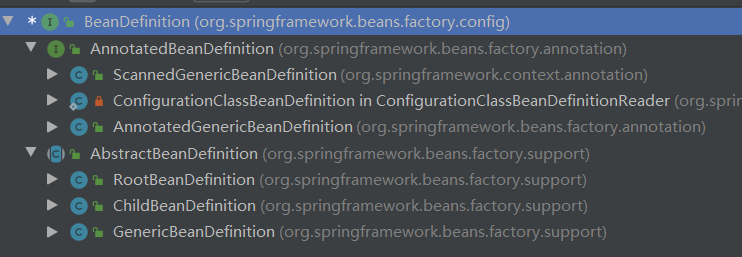 * BeanDefinition (org.springframework.beans.factory.config)
AnnotatedBeanDefinition (org.springframework.beans.factory.annotation)
ScannedGenericBeanDefinition (org.springframework.context.annotation)
ConfigurationClassBeanDefinition in ConfigurationClassBeanDefinitionReader (org.sprin
AnnotatedGenericBeanDefinition (org.springframework.beans.factory.annotation)
AbstractBeanDefinition (org.springframework.beans.factory.support)
RootBeanDefinition (org.springframework.beans.factory.support)
ChildBeanDefinition (org.springframework.beans.factory.support)
GenericBeanDefinition (org.springframework.beans.factory.support)